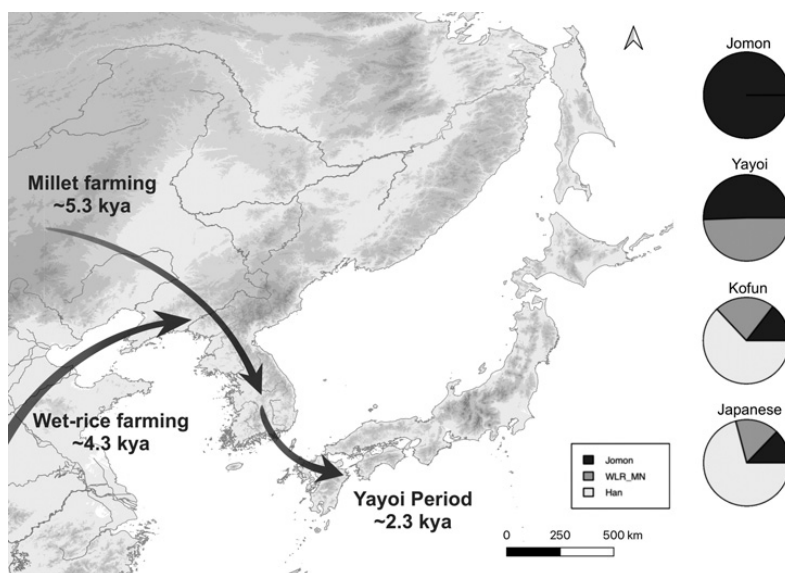 Millet farming
~5.3 kya
Wet-rice farming
~4.3 kya
Yayoi Period
~2.3 kya
Jomon
WLR_MN
Han
0 250 500 km
Jomon
Yayoi
Kofun
Japanese